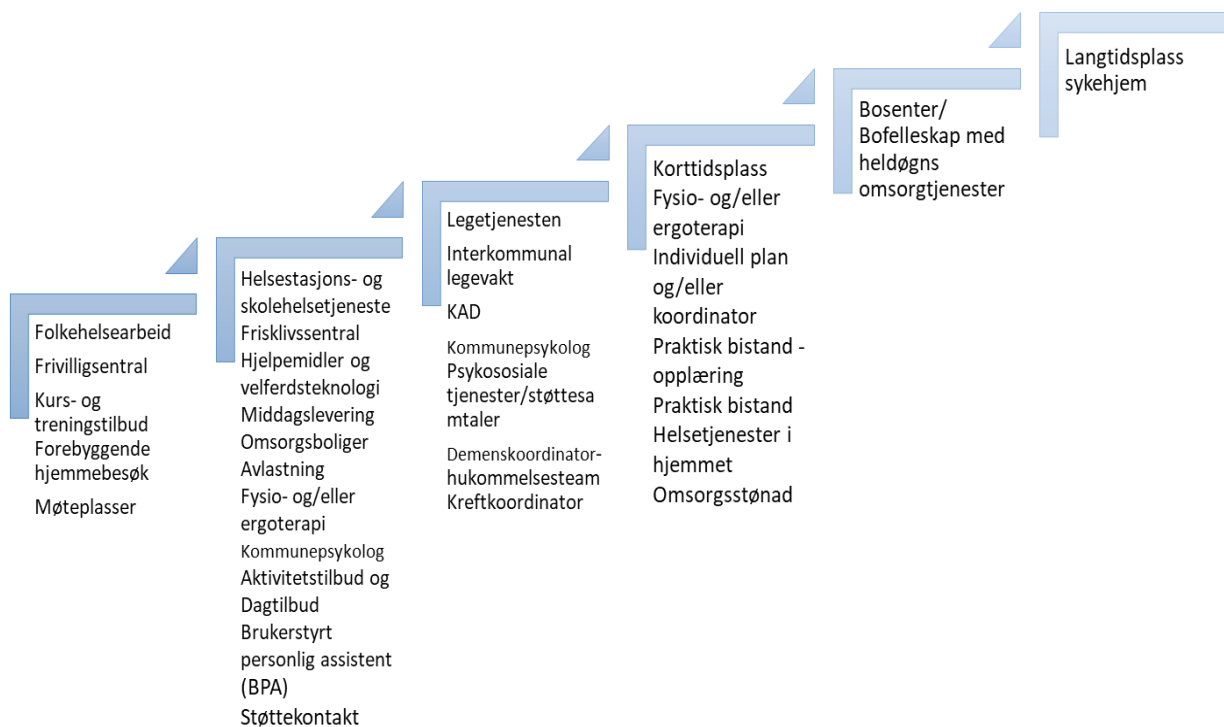 Folkehelsearbeid
Frivilligsentral
Kurs- og
treningstilbud
Forebyggende
hjemmebesøk
Møteplasser
Helsestasjons- og
skolehelsetjeneste
Frisklivssentral
Hjelpemidler og
velferdsteknologi
Middagslevering
Omsorgsboliger
Avlastning
Fysio- og/eller
ergoterapi
Kommunepsykolog
Aktivitetstilbud og
Dagtilbud
Brukerstyrt
personlig assistent
(BPA)
Støttekontakt
Legetjenesten
Interkommunal
legevakt
KAD
Kommunepsykolog
Psykososiale
tjenester/støttesa
mtaler
Demenskoordinator-
hukommelsesteam
Kreftkoordinator
Korttidsplass
Fysio- og/eller
ergoterapi
Individuell plan
og/eller
koordinator
Praktisk bistand -
opplæring
Praktisk bistand
Helsetjenester i
hjemmet
Omsorgsstønad
Bosenter/
Bofelleskap med
heldøgns
omsorgtjenester
Langtidsplass
sykehjem